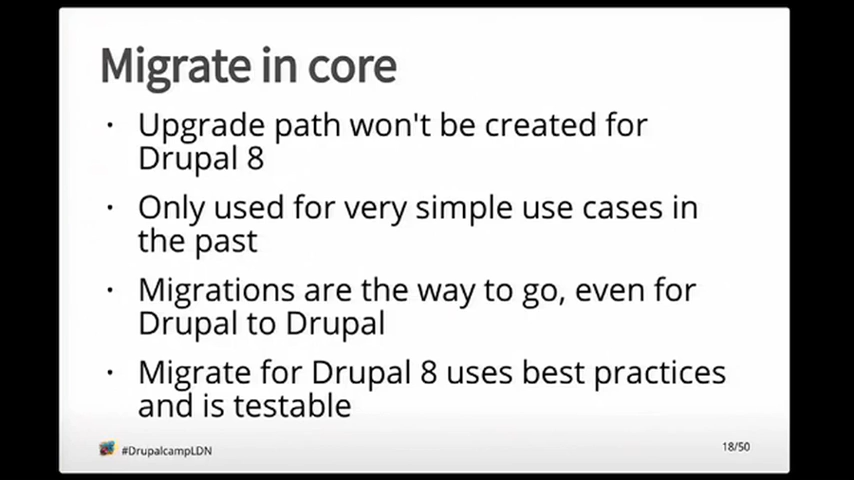 Migrate in core
· Upgrade path won't be created for
Drupal 8
· Only used for very simple use cases in
the past
· Migrations are the way to go, even for
Drupal to Drupal
· Migrate for Drupal 8 uses best practices
and is testable
#DrupalcampLDN
18/50